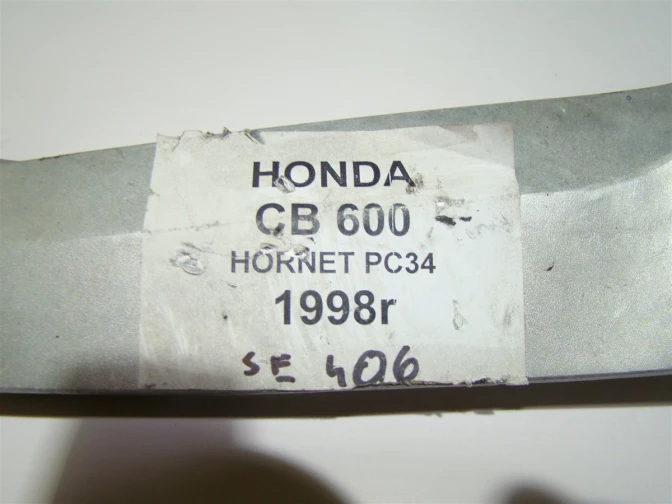 HONDA
CB 600
HORNET PC34
1998r
SE 406